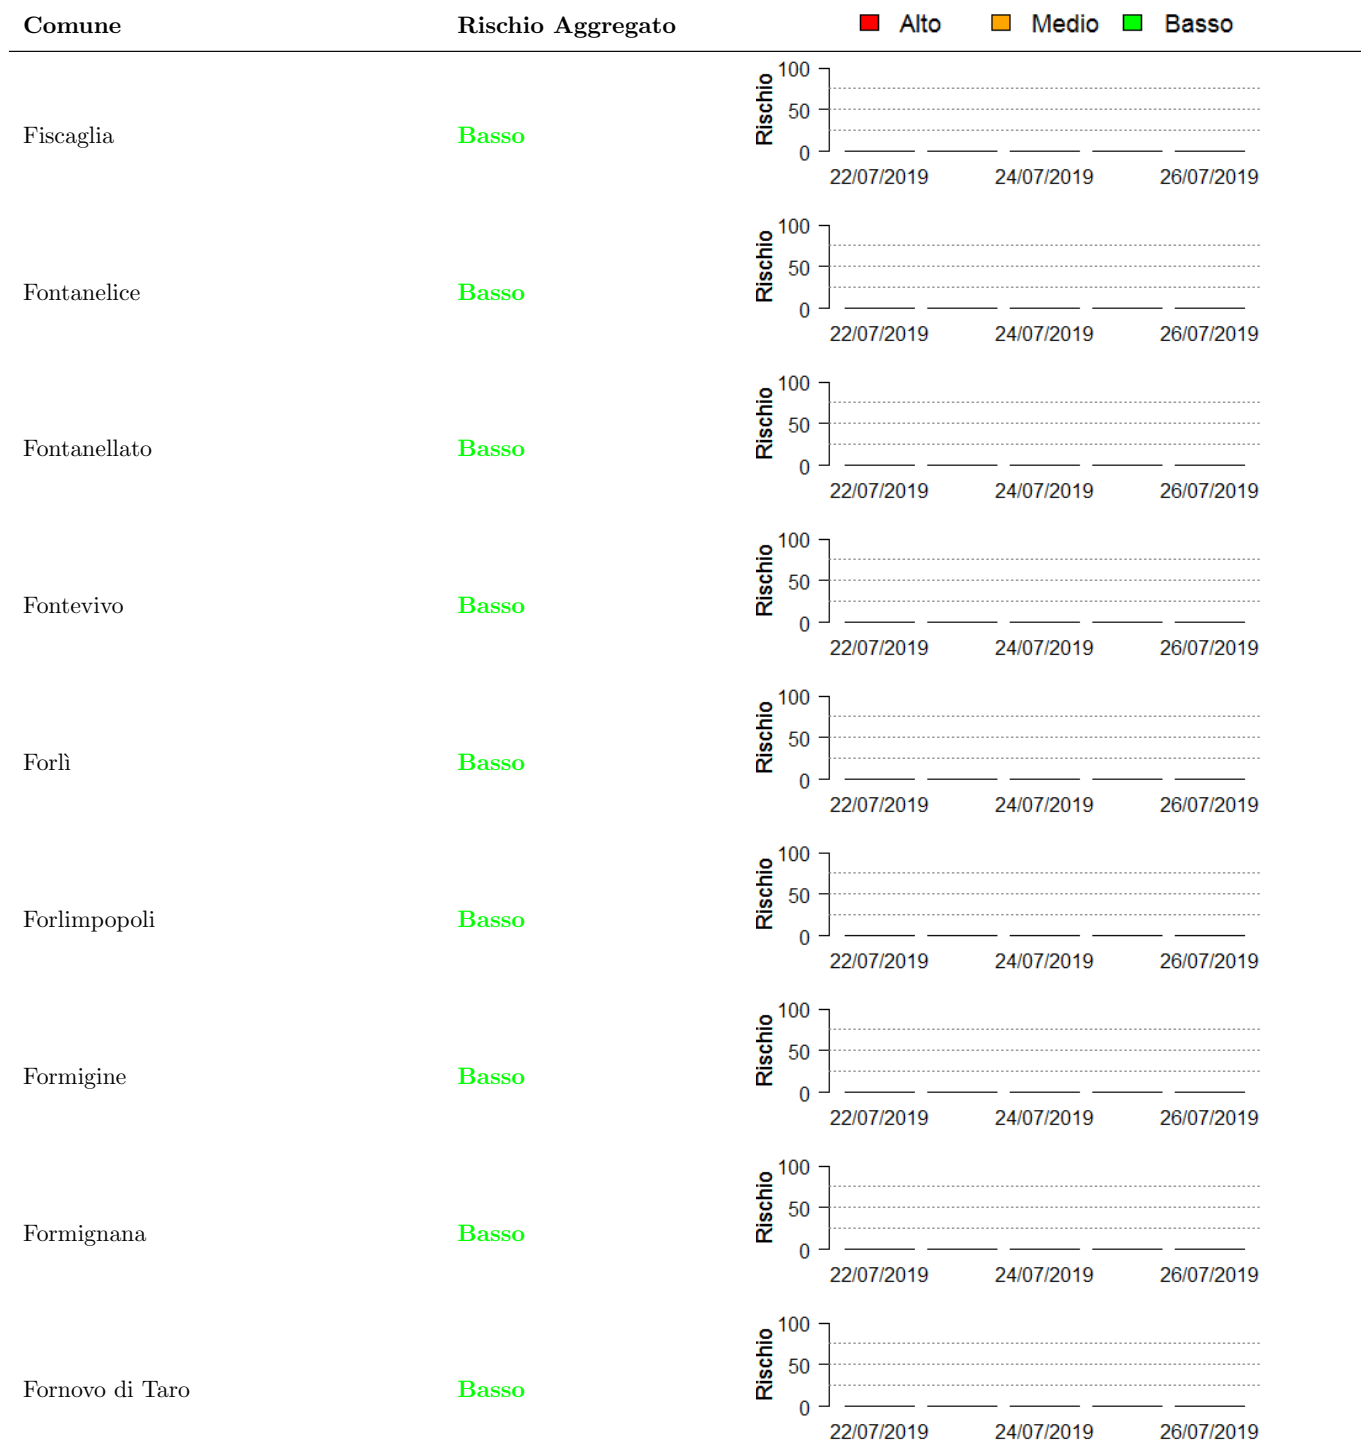 Comune Rischio Aggregato Alto Medio Basso
100
Rischio
50
Fiscaglia Basso
0
22/07/2019 24/07/2019 26/07/2019
100
Rischio
50
Fontanelice Basso
0
22/07/2019 24/07/2019 26/07/2019
100
Rischio
50
Fontanellato Basso
0
22/07/2019 24/07/2019 26/07/2019
100
Rischio
50
Fontevivo Basso
0
22/07/2019 24/07/2019 26/07/2019
100
Rischio
50
Forlì Basso
0
22/07/2019 24/07/2019 26/07/2019
100
Rischio
50
Forlimpopoli Basso
0
22/07/2019 24/07/2019 26/07/2019
100
Rischio
50
Formigine Basso
0
22/07/2019 24/07/2019 26/07/2019
100
Rischio
50
Formignana Basso
0
22/07/2019 24/07/2019 26/07/2019
100
Rischio
50
Fornovo di Taro Basso
0
22/07/2019 24/07/2019 26/07/2019